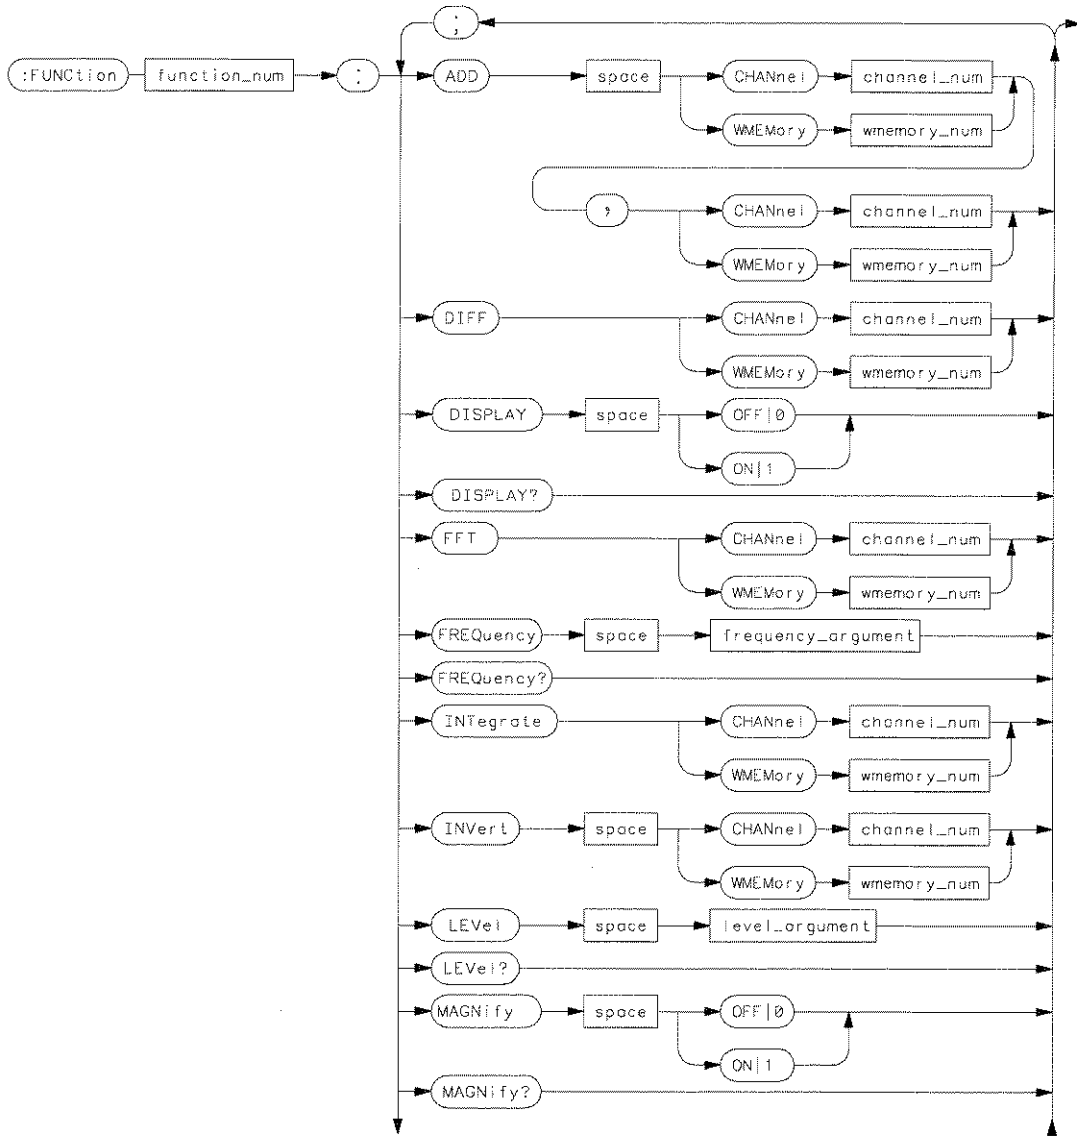 ;
:FUNCtion function_num :
ADD space CHANnel channel_num
WMEMory wmemory_num
, CHANnel channel_num
WMEMory wmemory_num
DIFF CHANnel channel_num
WMEMory wmemory_num
DISPLAY space OFF|0
ON|1
DISPLAY?
FFT CHANnel channel_num
WMEMory wmemory_num
FREQuency space frequency_argument
FREQuency?
INTegrate CHANnel channel_num
WMEMory wmemory_num
INVert space CHANnel channel_num
WMEMory wmemory_num
LEVel space level_argument
LEVel?
MAGNify space OFF|0
ON|1
MAGNify?